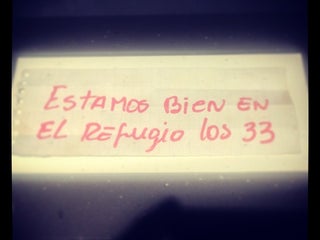 ESTAMOS BIEN EN
EL REFUGIO LOS 33